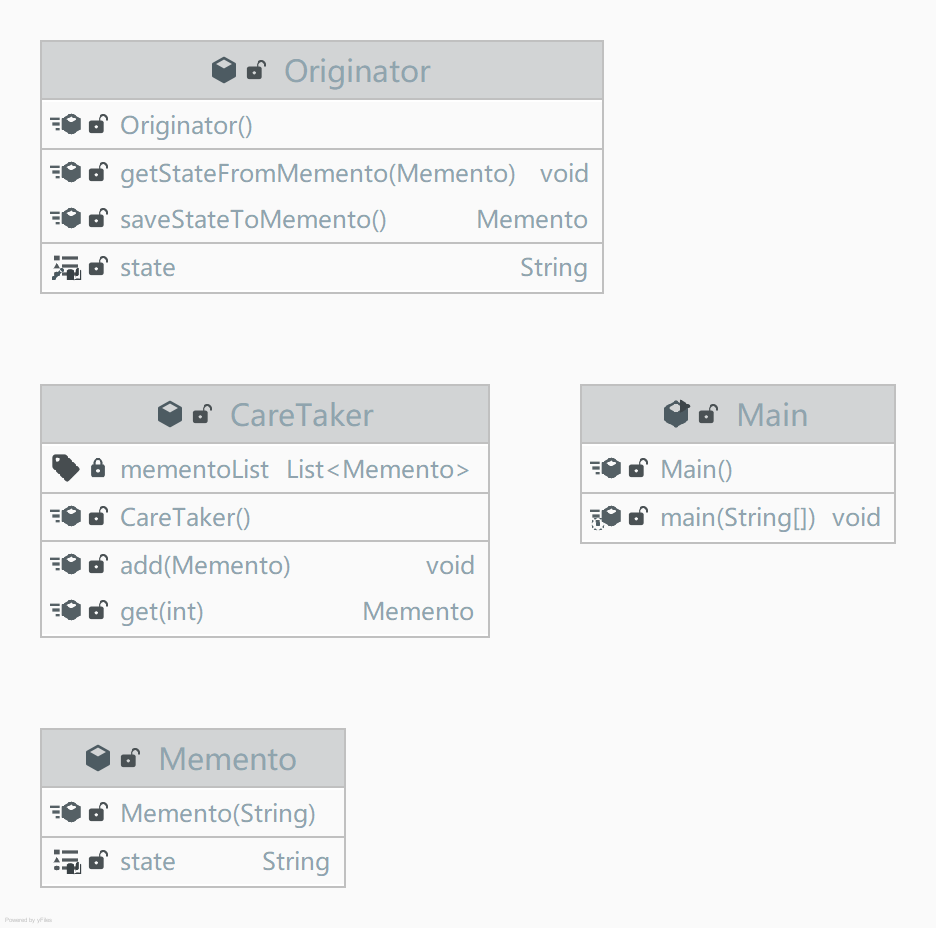 Originator
Originator()
getStateFromMemento(Memento) void
saveStateToMemento() Memento
state String
CareTaker
mementoList List<Memento>
CareTaker()
add(Memento) void
get(int) Memento
Main
Main()
main(String[]) void
Memento
Memento(String)
state String
Powered by yFiles